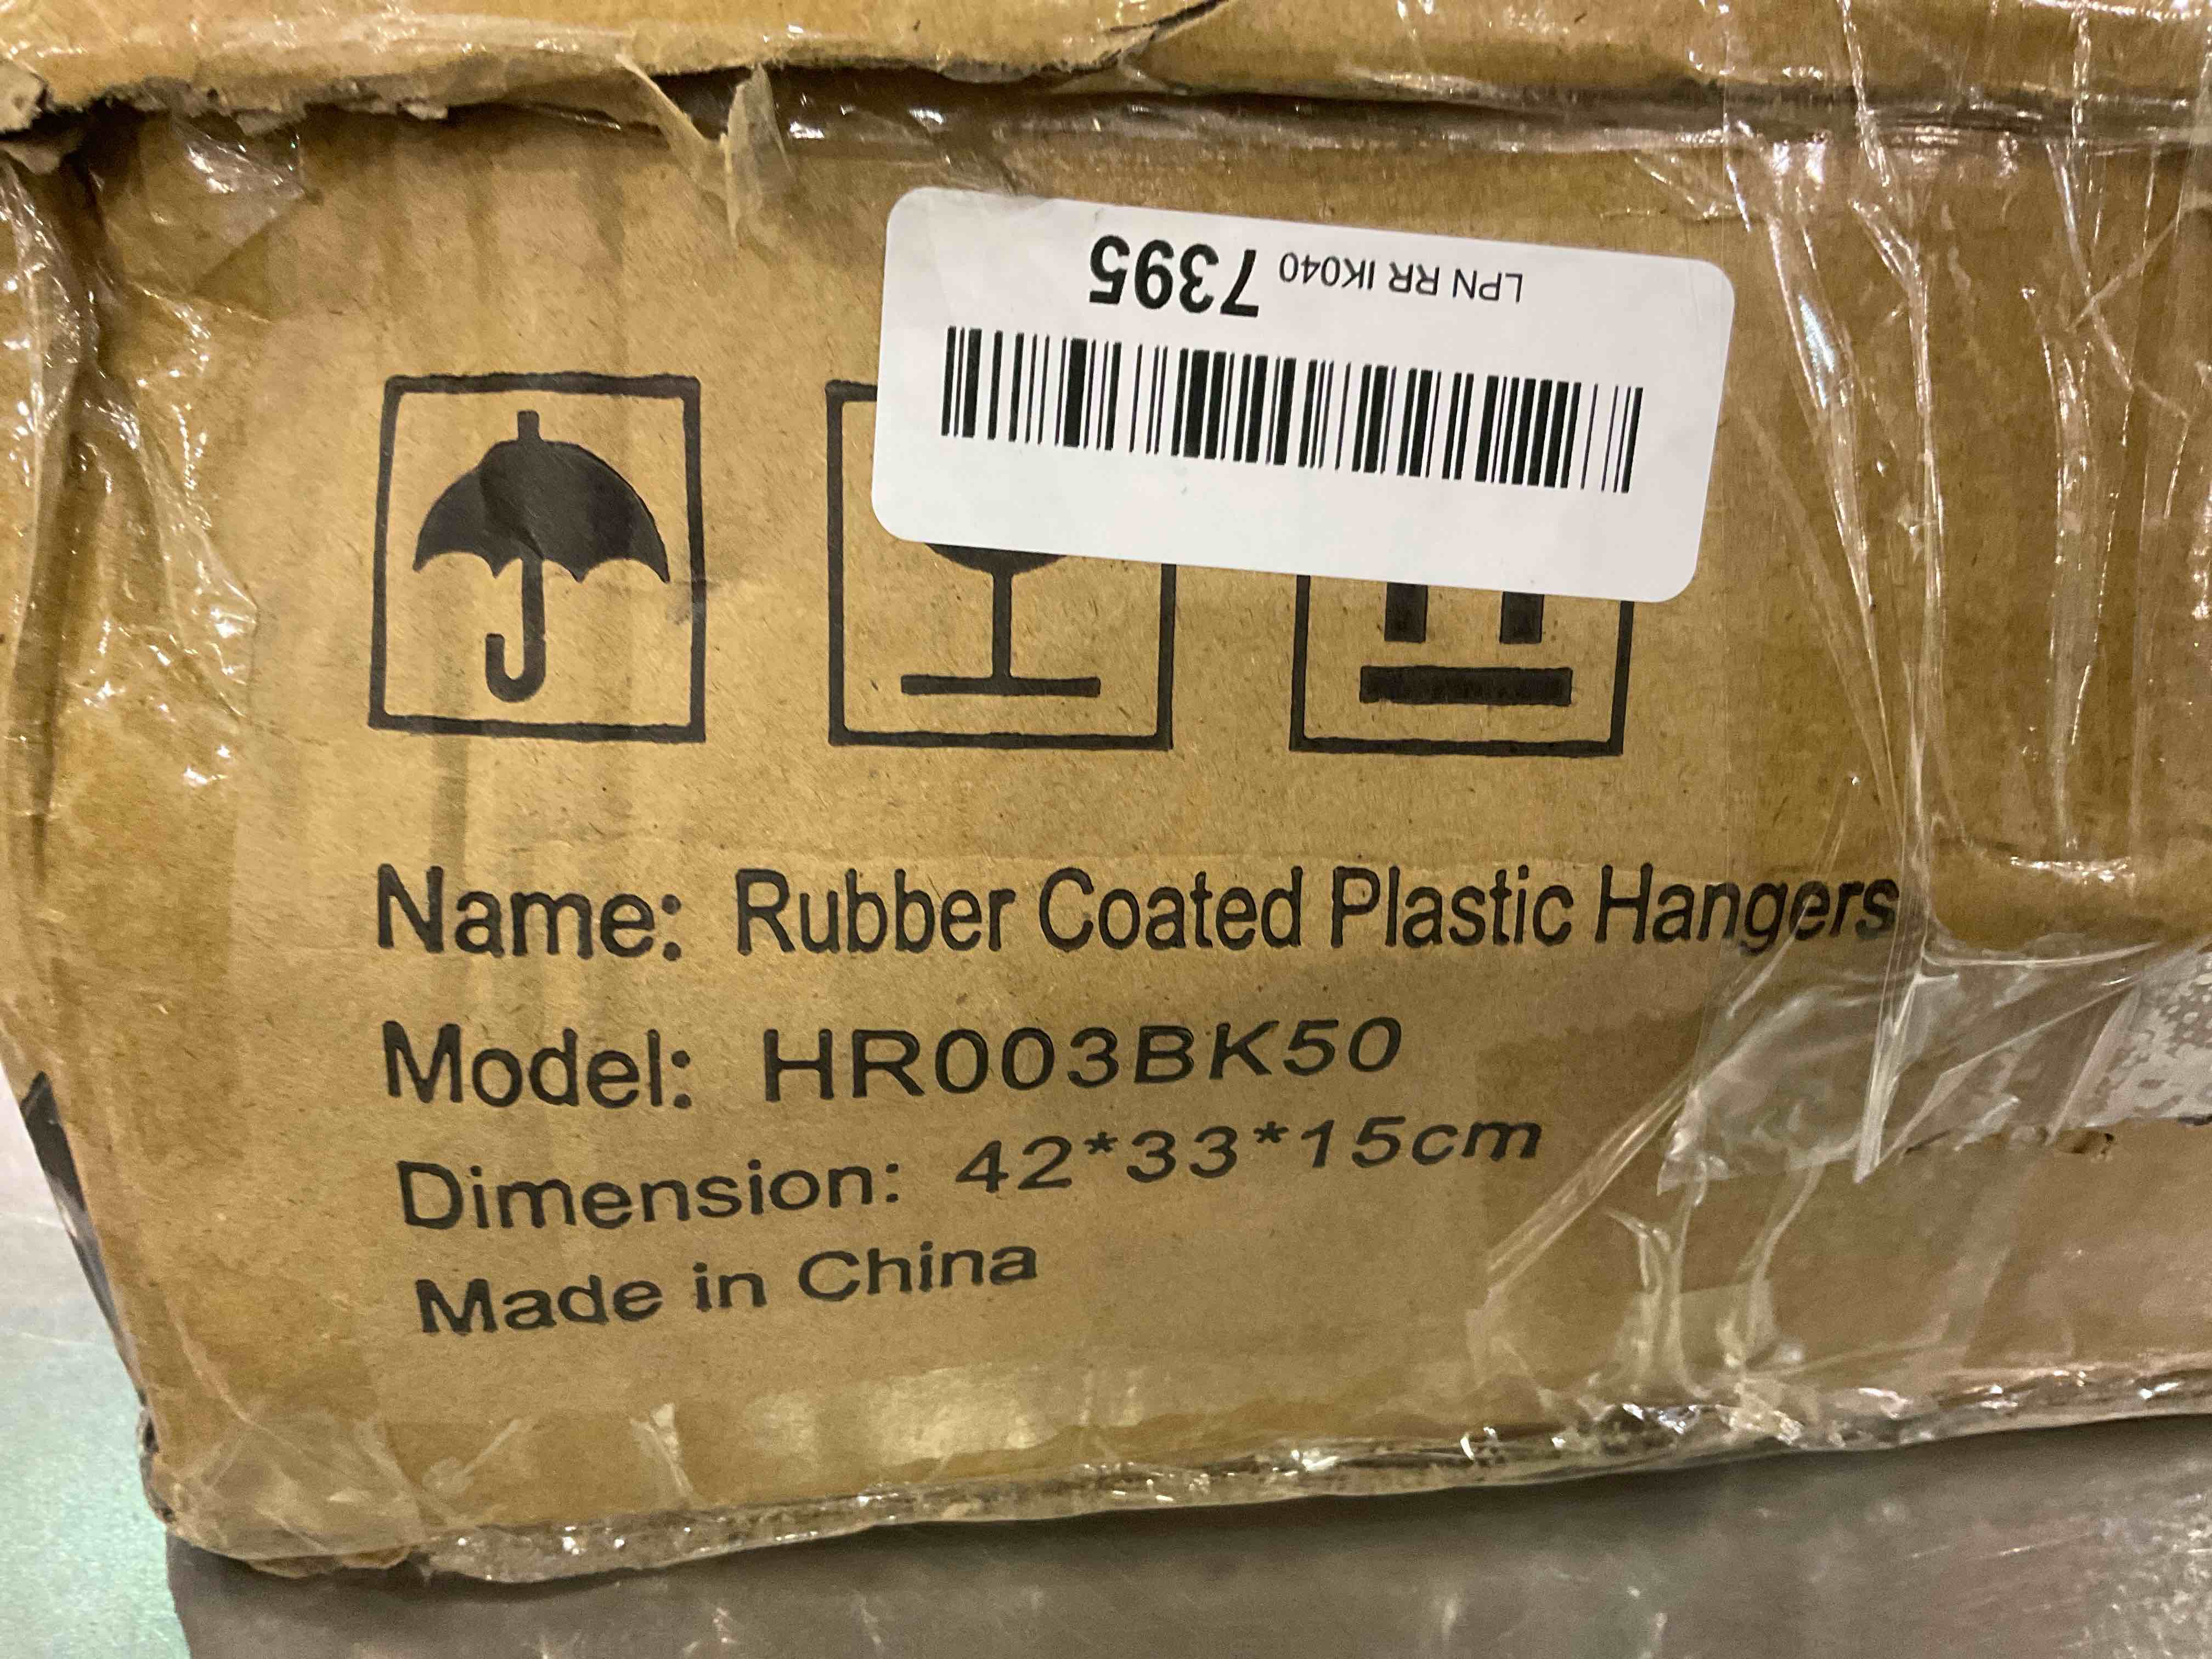 LPN RR IK040 7395
Name: Rubber Coated Plastic Hangers
Model: HR003BK50
Dimension: 42*33*15cm
Made in China